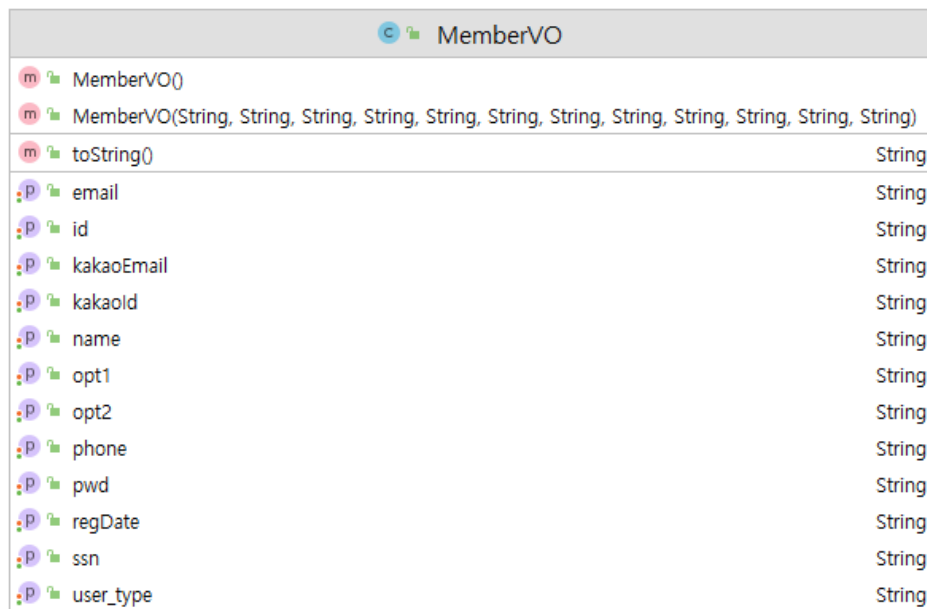 C MemberVO
m MemberVO()
m MemberVO(String, String, String, String, String, String, String, String, String, String, String, String)
m toString() String
p email String
p id String
p kakaoEmail String
p kakaoId String
p name String
p opt1 String
p opt2 String
p phone String
p pwd String
p regDate String
p ssn String
p user_type String